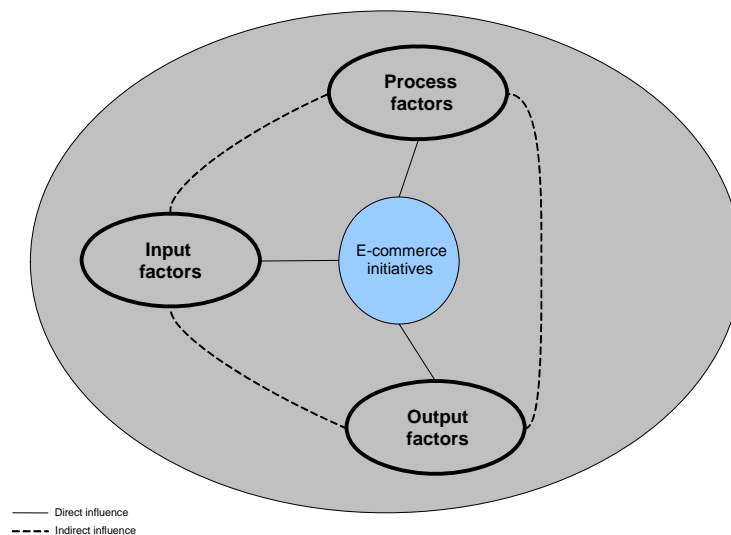 Process
factors
E-commerce
initiatives
Input
factors
Output
factors
Direct influence
Indirect influence